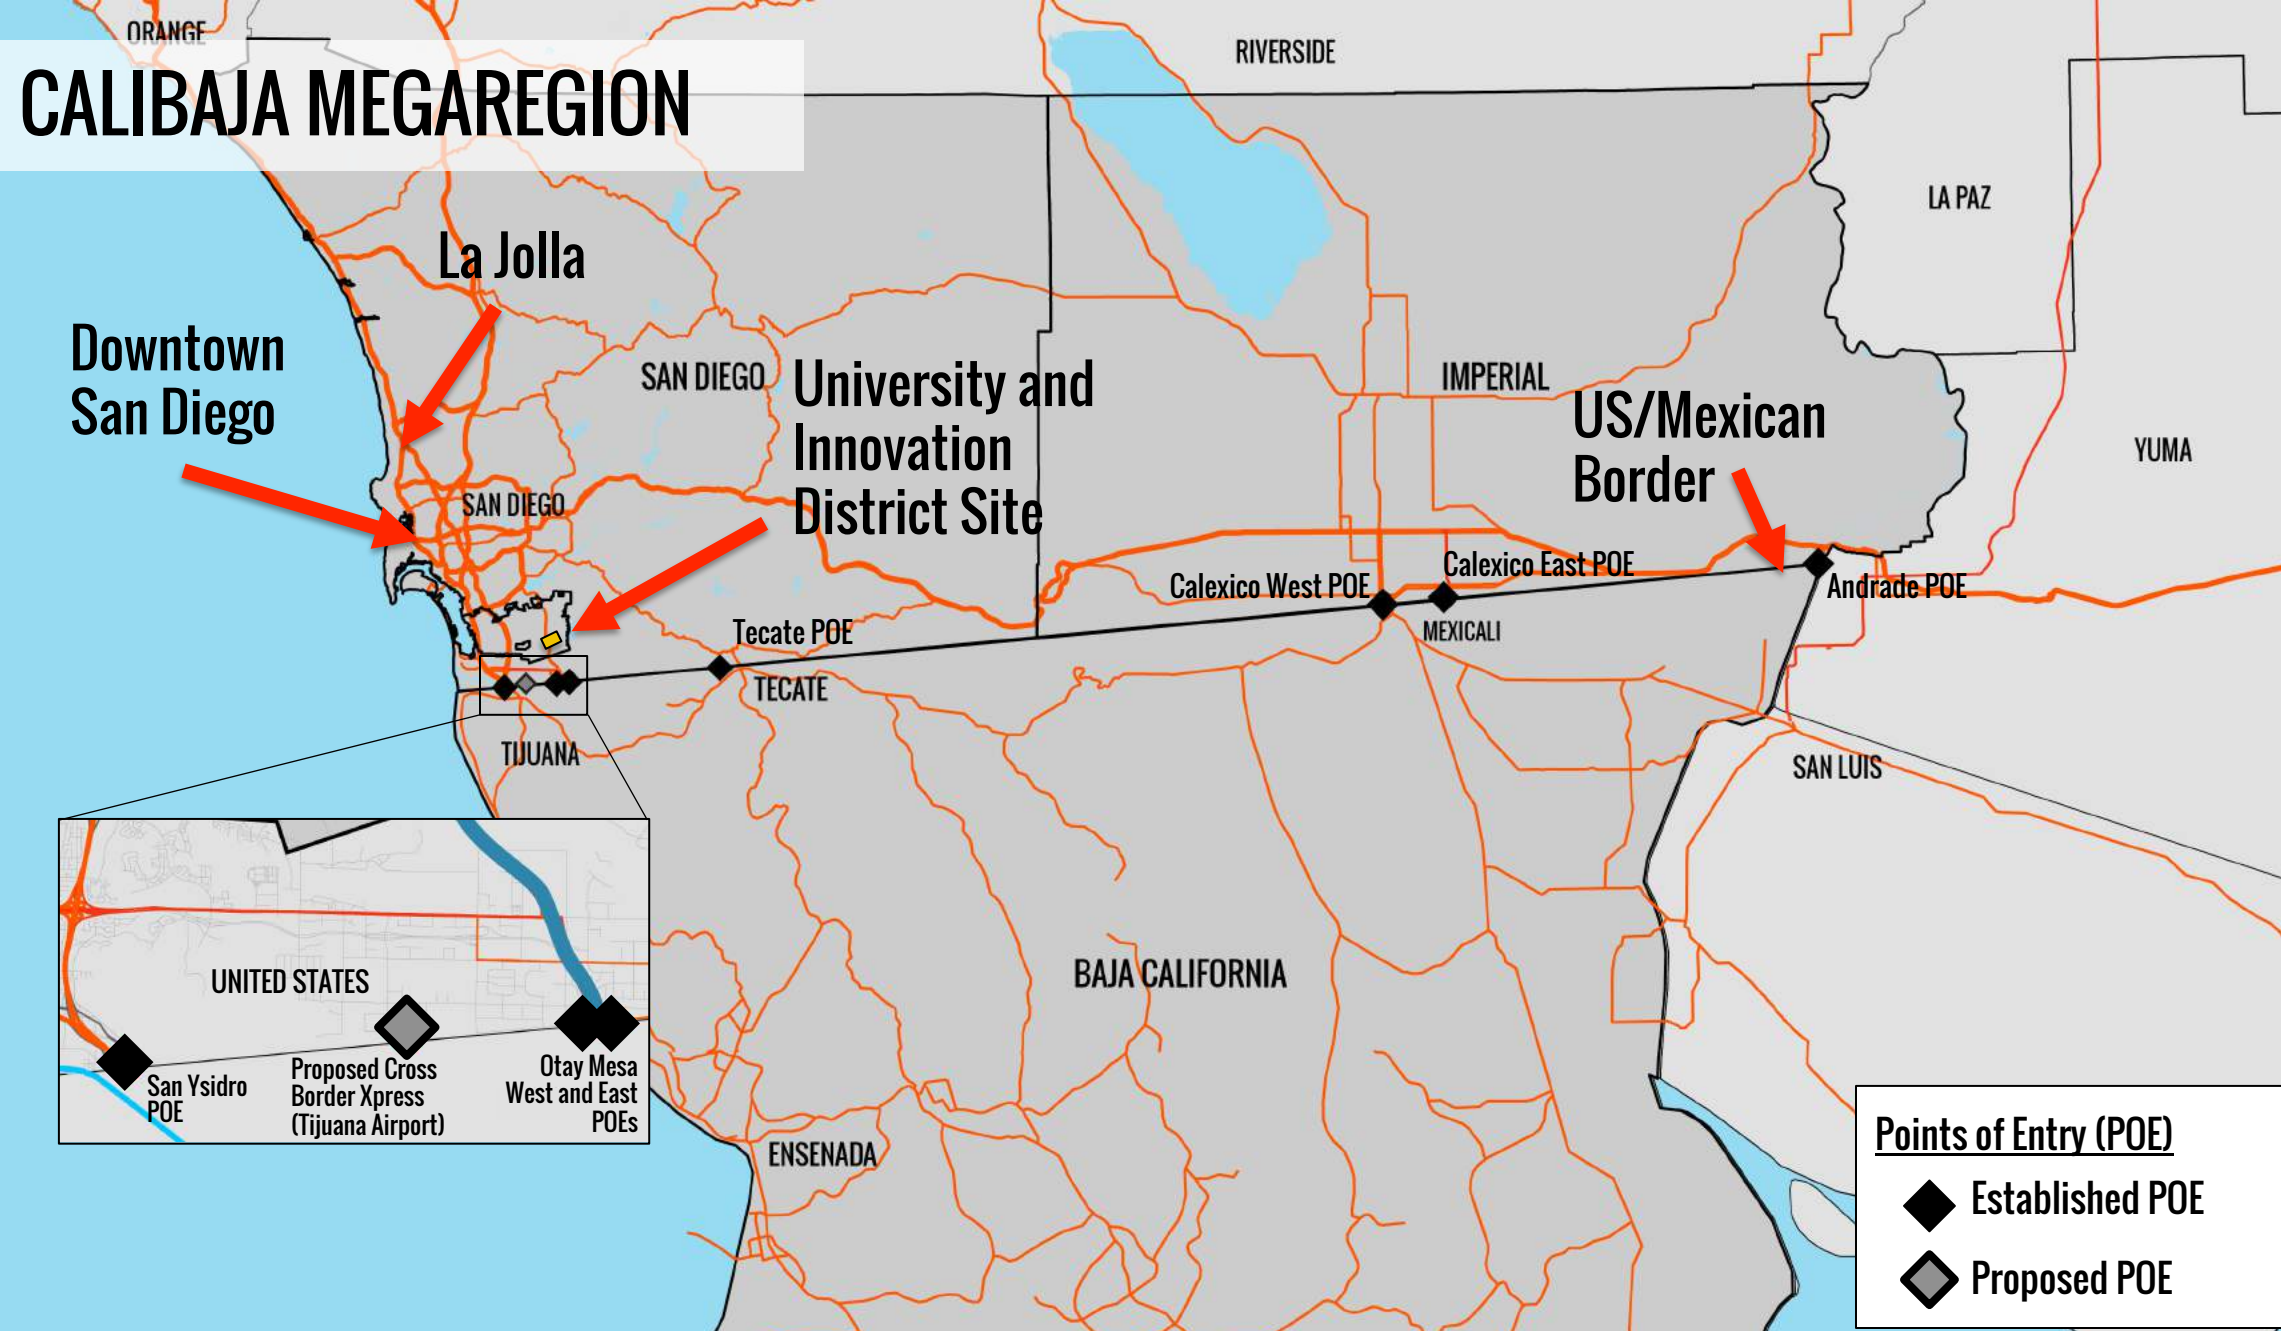 ORANGE
RIVERSIDE
CALIBAJA MEGAREGION
LA PAZ
La Jolla
Downtown
San Diego
SAN DIEGO
University and
Innovation
District Site
IMPERIAL
US/Mexican
Border
YUMA
SAN DIEGO
Calexico West POE
Calexico East POE
Andrade POE
Tecate POE
MEXICALI
TECATE
TIJUANA
SAN LUIS
BAJA CALIFORNIA
UNITED STATES
San Ysidro
POE
Proposed Cross
Border Xpress
(Tijuana Airport)
Otay Mesa
West and East
POEs
ENSENADA
Points of Entry (POE)
Established POE
Proposed POE